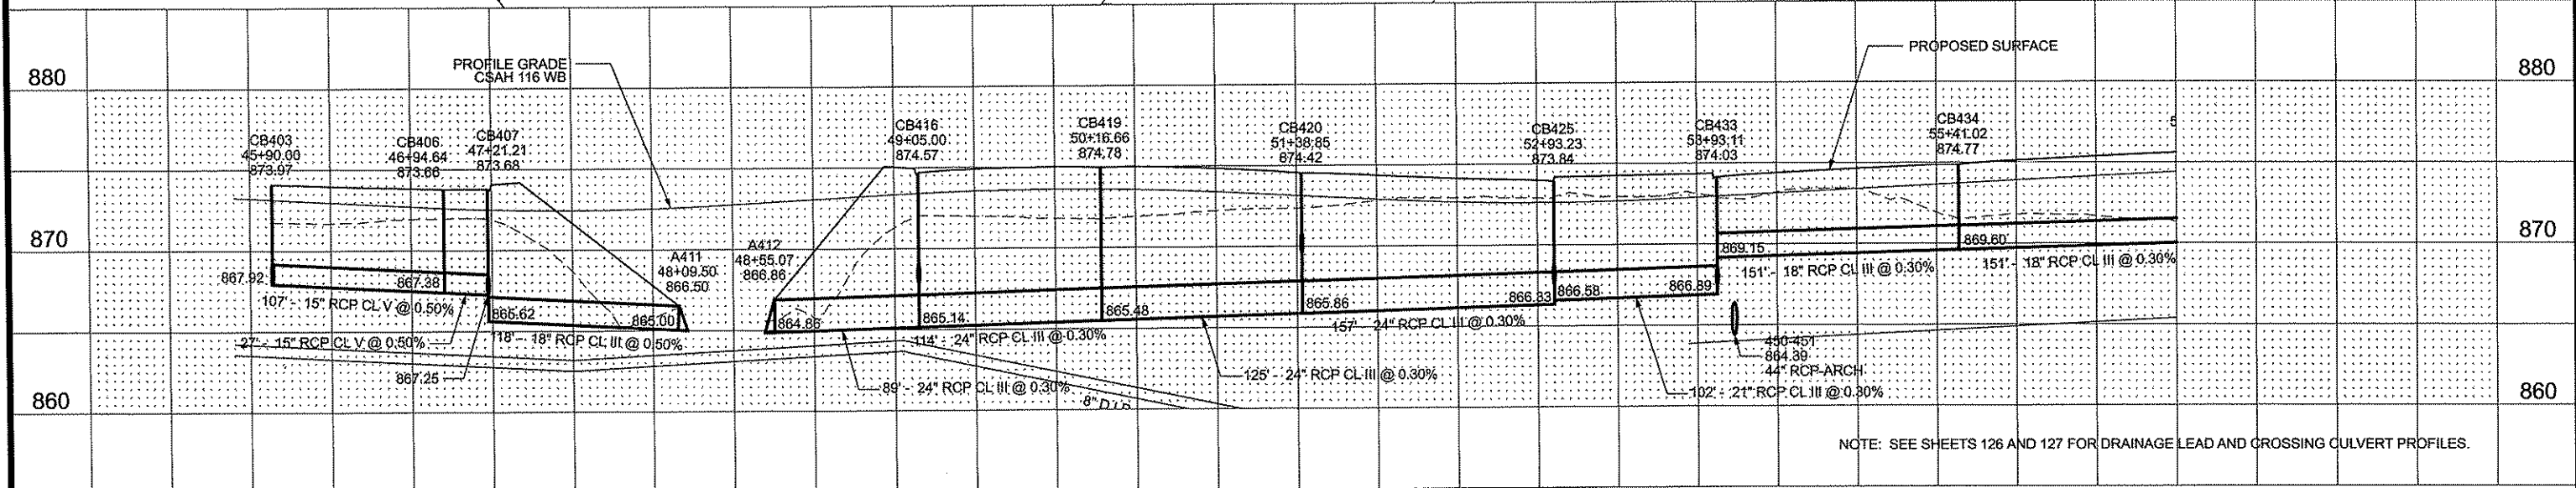 880
PROFILE GRADE
CSAH 116 WB
PROPOSED SURFACE
880
CB403
45+90.00
873.97
CB406
46+94.64
873.66
CB407
47+21.21
873.68
CB416
49+05.00
874.57
CB419
50+16.66
874.78
CB420
51+38.85
874.42
CB425
52+93.23
873.84
CB433
53+93.11
874.03
CB434
55+41.02
874.77
5
870
A411
48+09.50
866.50
A412
48+55.07
866.86
870
867.92
867.38
865.62
865.00
864.86
865.14
865.48
865.86
866.33
866.58
866.89
869.15
869.60
107' - 15" RCP CL V @ 0.50%
27' - 15" RCP CL V @ 0.50%
867.25
118' - 18" RCP CL III @ 0.50%
114' - 24" RCP CL III @ 0.30%
89' - 24" RCP CL III @ 0.30%
8" D.I.P.
125' - 24" RCP CL III @ 0.30%
157' - 24" RCP CL III @ 0.30%
102' - 21" RCP CL III @ 0.30%
151' - 18" RCP CL III @ 0.30%
151' - 18" RCP CL III @ 0.30%
450-451
864.39
44" RCP-ARCH
860
860
NOTE: SEE SHEETS 126 AND 127 FOR DRAINAGE LEAD AND CROSSING CULVERT PROFILES.